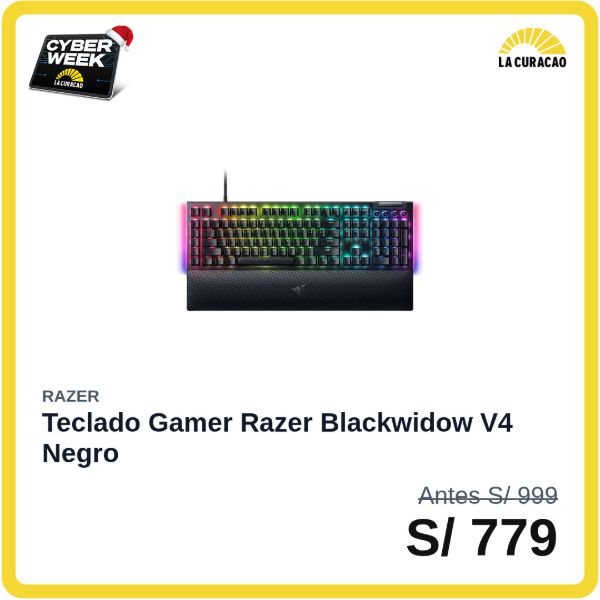 CYBER
WEEK
LA CURACAO
LA CURACAO
RAZER
Teclado Gamer Razer Blackwidow V4
Negro
Antes S/ 999
S/ 779